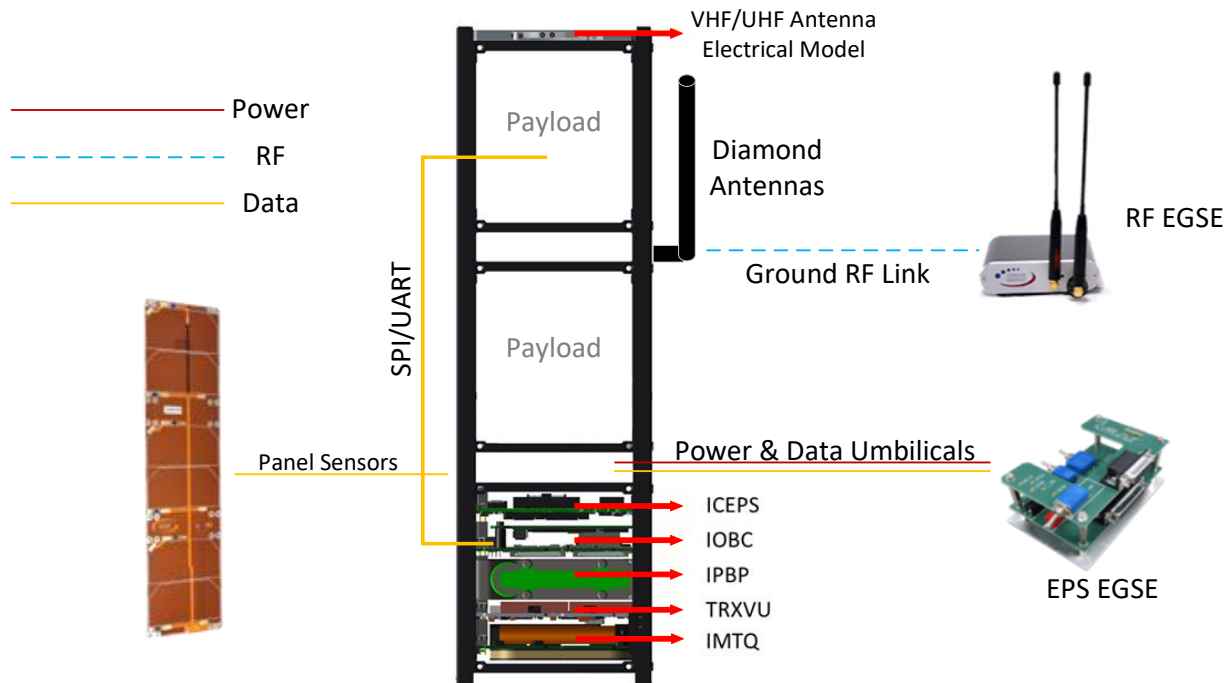 VHF/UHF Antenna
Electrical Model
Power
RF
Data
Payload
Diamond
Antennas
RF EGSE
Ground RF Link
SPI/UART
Payload
Panel Sensors
Power & Data Umbilicals
ICEPS
IOBC
IPBP
TRXVU
IMTQ
EPS EGSE